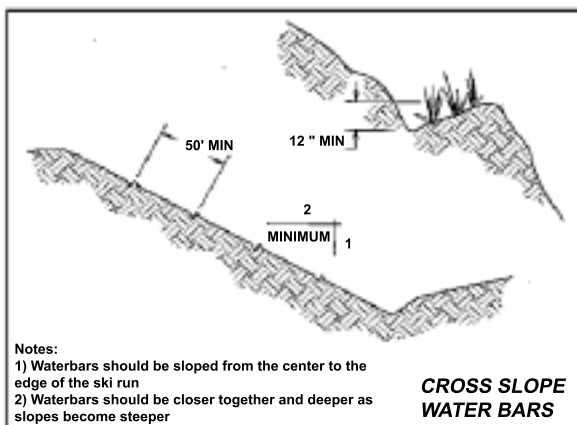 12 " MIN
50' MIN
2
MINIMUM
1
Notes:
1) Waterbars should be sloped from the center to the
edge of the ski run
2) Waterbars should be closer together and deeper as
slopes become steeper
CROSS SLOPE
WATER BARS